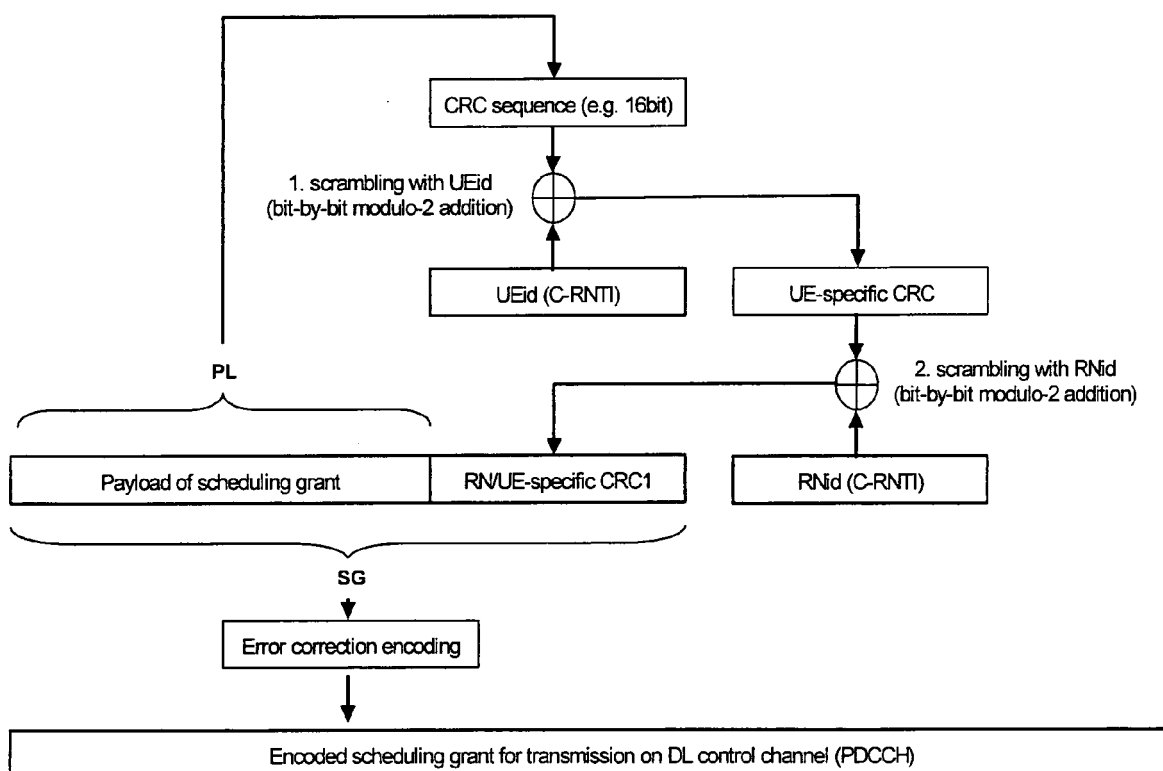 CRC sequence (e.g. 16bit)
1. scrambling with UEid
(bit-by-bit modulo-2 addition)
UEid (C-RNTI)
UE-specific CRC
PL
2. scrambling with RNid
(bit-by-bit modulo-2 addition)
Payload of scheduling grant
RN/UE-specific CRC1
RNid (C-RNTI)
SG
Error correction encoding
Encoded scheduling grant for transmission on DL control channel (PDCCH)